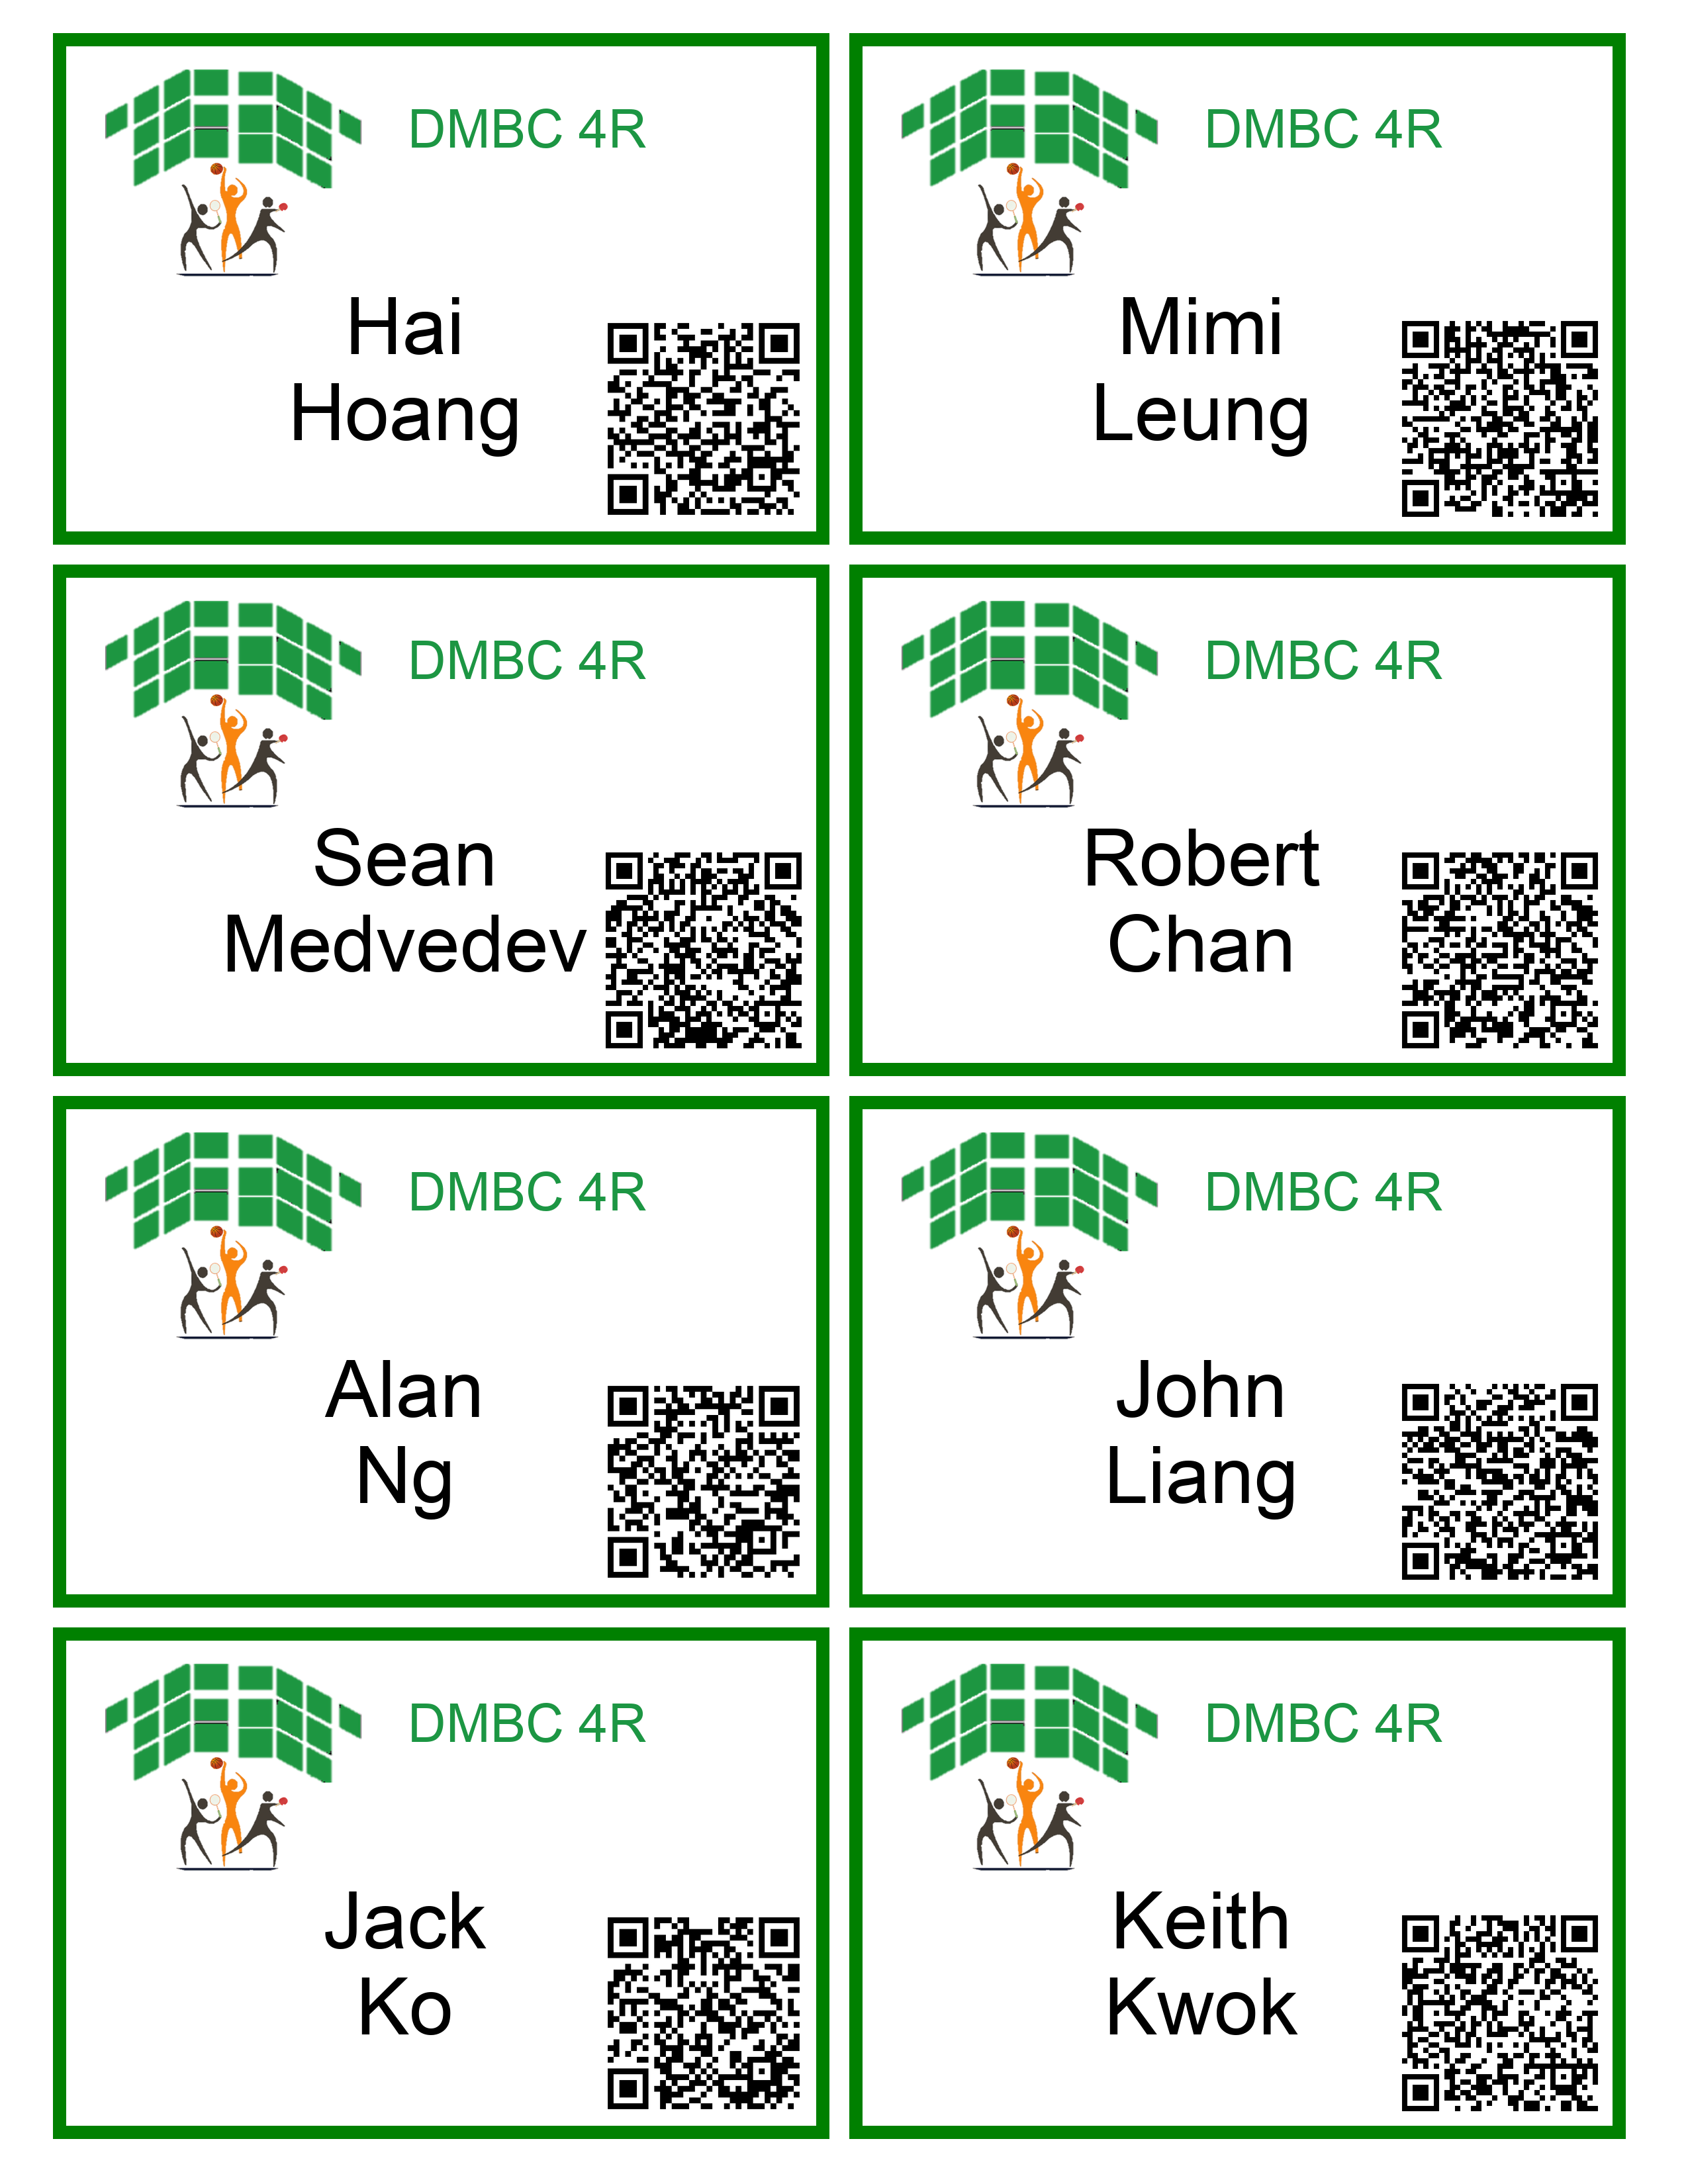 DMBC 4R
Hai
Hoang
DMBC 4R
Mimi
Leung
DMBC 4R
Sean
Medvedev
DMBC 4R
Robert
Chan
DMBC 4R
Alan
Ng
DMBC 4R
John
Liang
DMBC 4R
Jack
Ko
DMBC 4R
Keith
Kwok